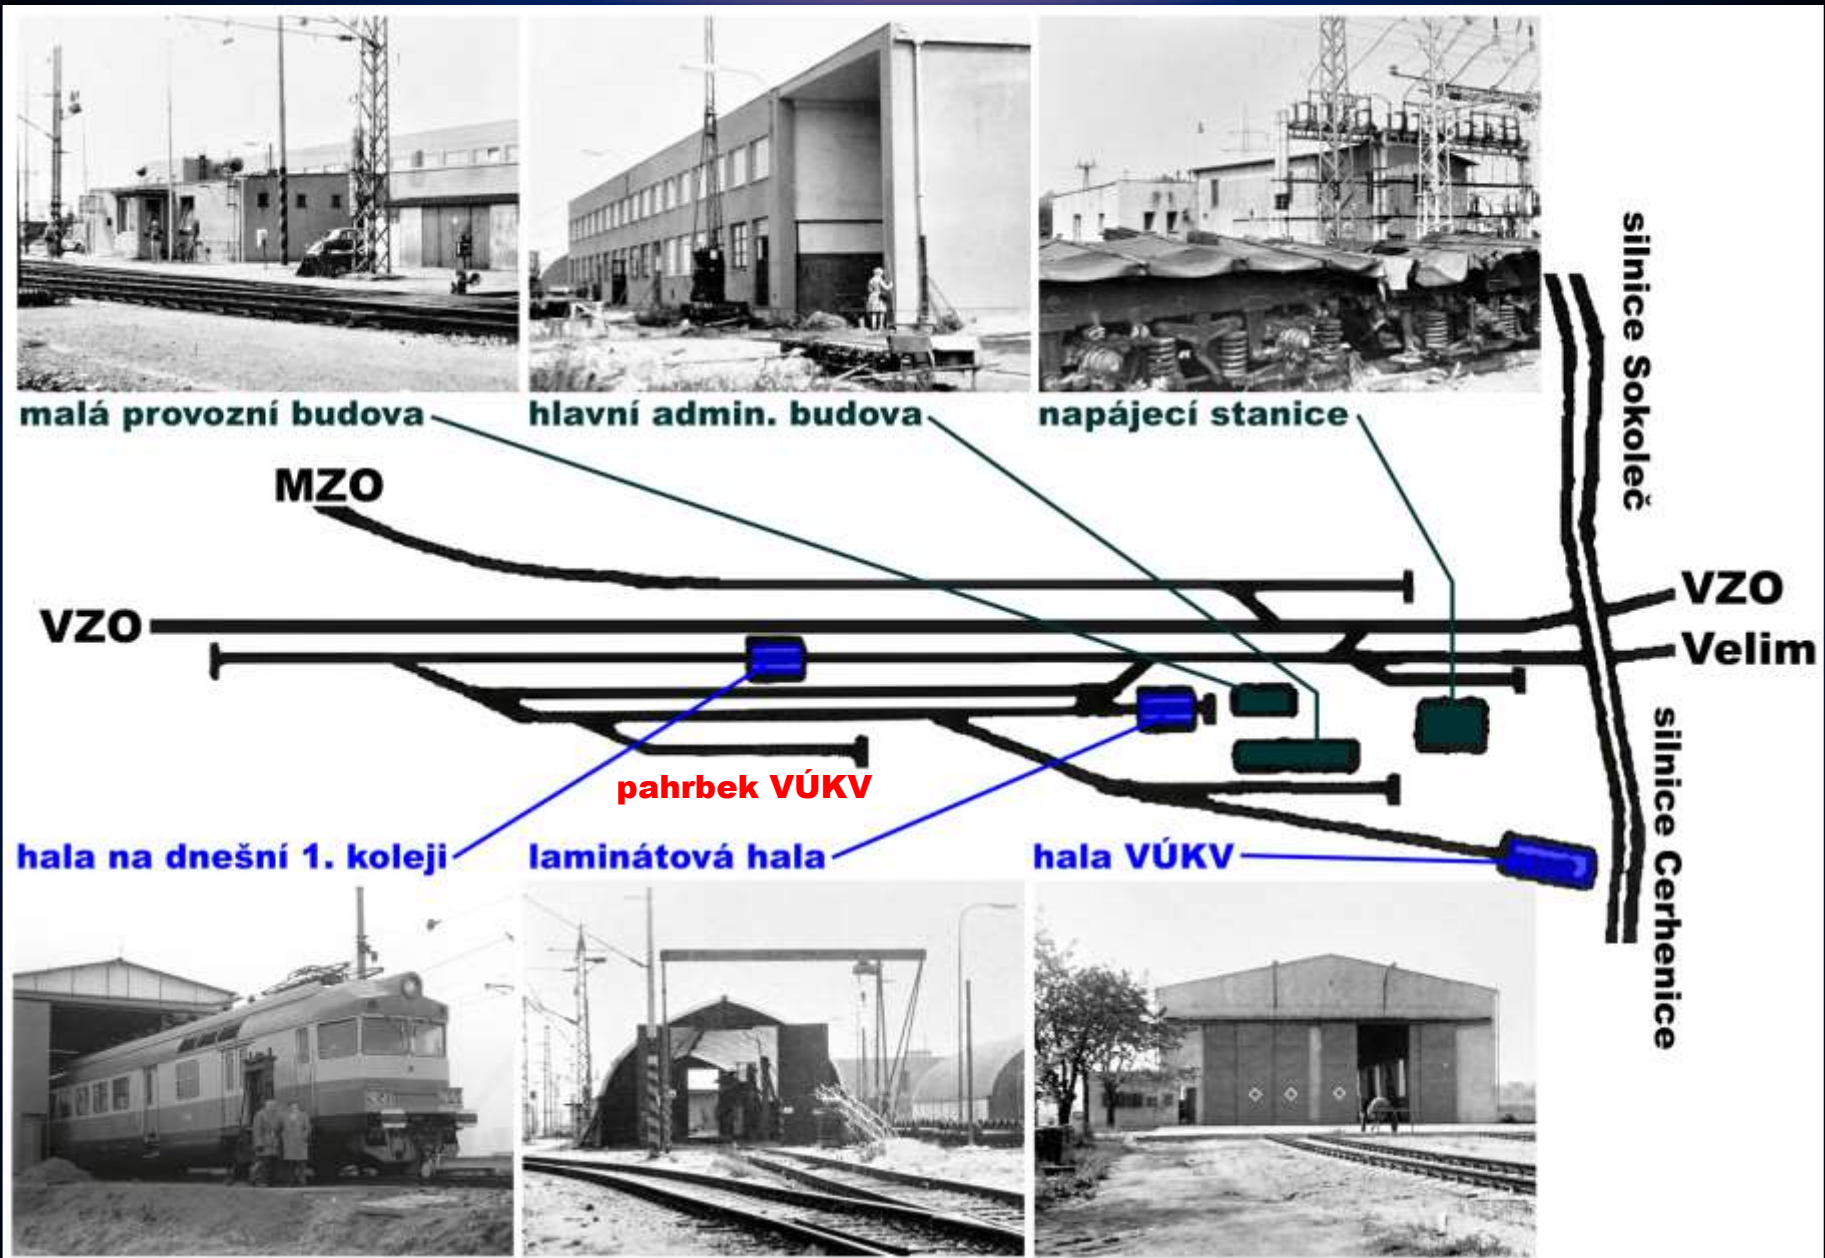 malá provozní budova
hlavní admin. budova
napájecí stanice
silnice Sokoleč
MZO
VZO
VZO
Velim
pahrbek VÚKV
silnice Cerhenice
hala na dnešní 1. koleji
laminátová hala
hala VÚKV